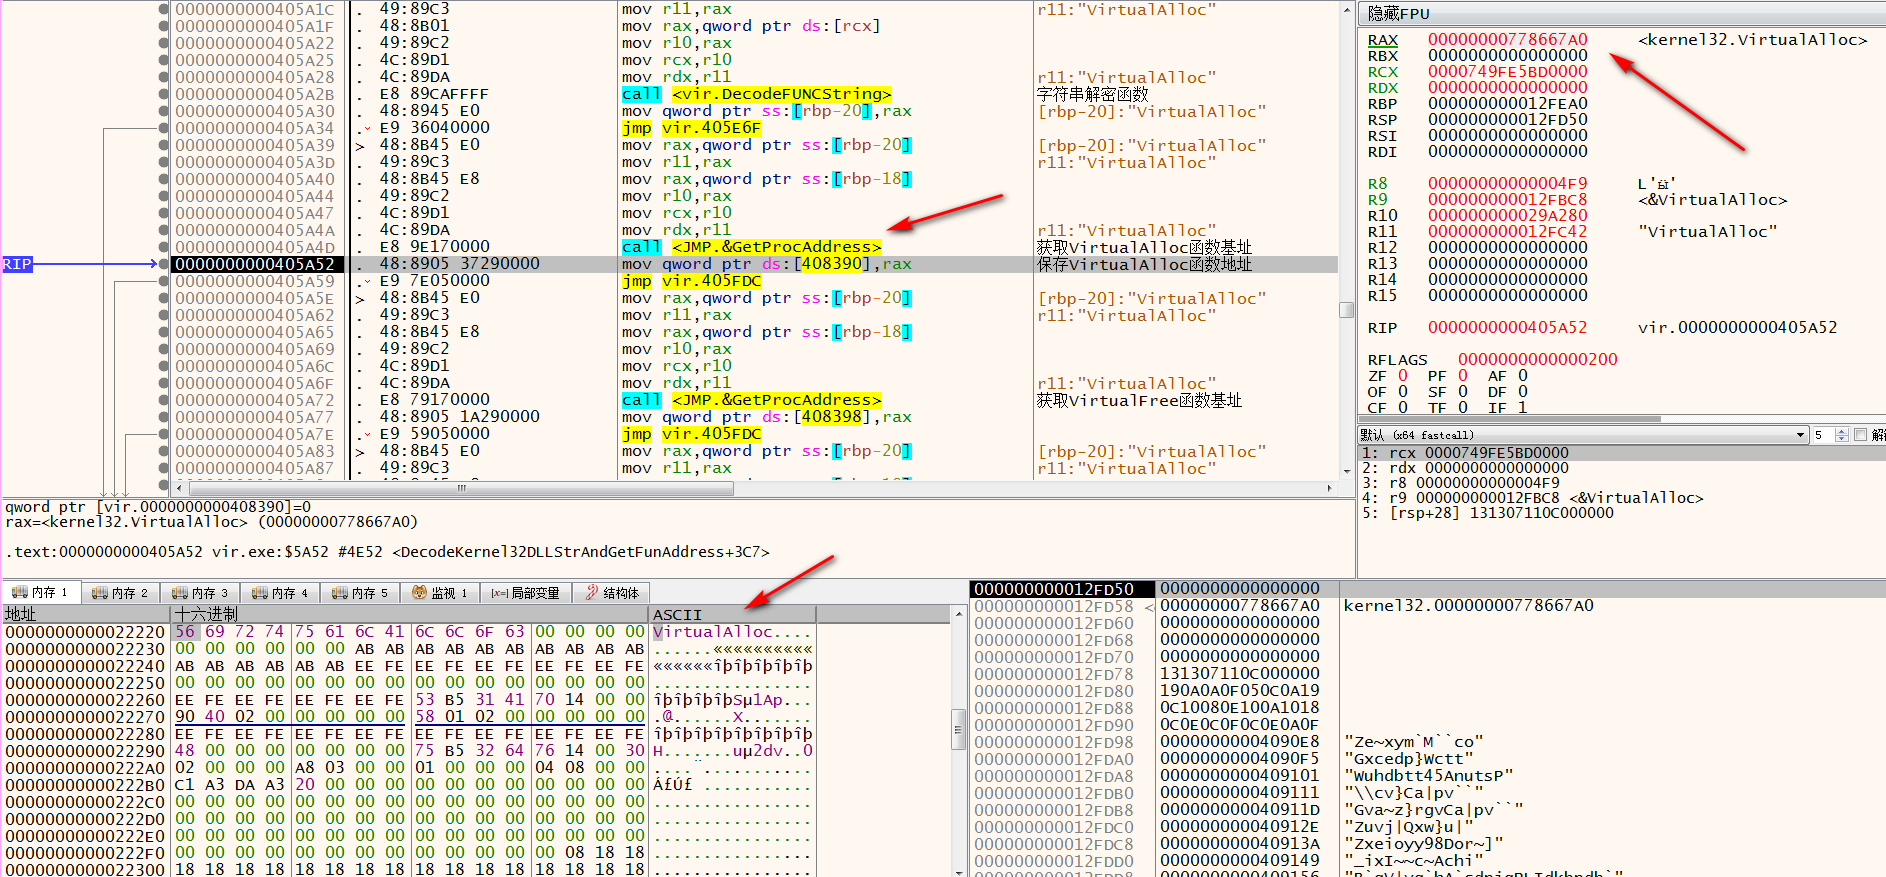 0000000000405A1C . 49:89C3 mov r11,rax r11:"VirtualAlloc"
0000000000405A1F . 48:8B01 mov rax,qword ptr ds:[rcx]
0000000000405A22 . 49:89C2 mov r10,rax
0000000000405A25 . 4C:89D1 mov rcx,r10
0000000000405A28 . 4C:89DA mov rdx,r11 r11:"VirtualAlloc"
0000000000405A2B . E8 89CAFFFF call <vir.DecodeFUNCString> 字符串解密函数
0000000000405A30 . 48:8945 E0 mov qword ptr ss:[rbp-20],rax [rbp-20]:"VirtualAlloc"
0000000000405A34 . E9 36040000 jmp vir.405E6F
0000000000405A39 > 48:8B45 E0 mov rax,qword ptr ss:[rbp-20] [rbp-20]:"VirtualAlloc"
0000000000405A3D . 49:89C3 mov r11,rax r11:"VirtualAlloc"
0000000000405A40 . 48:8B45 E8 mov rax,qword ptr ss:[rbp-18]
0000000000405A44 . 49:89C2 mov r10,rax
0000000000405A47 . 4C:89D1 mov rcx,r10
0000000000405A4A . 4C:89DA mov rdx,r11 r11:"VirtualAlloc"
0000000000405A4D . E8 9E170000 call <JMP.&GetProcAddress> 获取VirtualAlloc函数基址
RIP 0000000000405A52 . 48:8905 37290000 mov qword ptr ds:[408390],rax 保存VirtualAlloc函数地址
0000000000405A59 . E9 7E050000 jmp vir.405FDC
0000000000405A5E > 48:8B45 E0 mov rax,qword ptr ss:[rbp-20] [rbp-20]:"VirtualAlloc"
0000000000405A62 . 49:89C3 mov r11,rax r11:"VirtualAlloc"
0000000000405A65 . 48:8B45 E8 mov rax,qword ptr ss:[rbp-18]
0000000000405A69 . 49:89C2 mov r10,rax
0000000000405A6C . 4C:89D1 mov rcx,r10
0000000000405A6F . 4C:89DA mov rdx,r11 r11:"VirtualAlloc"
0000000000405A72 . E8 79170000 call <JMP.&GetProcAddress> 获取VirtualFree函数基址
0000000000405A77 . 48:8905 1A290000 mov qword ptr ds:[408398],rax
0000000000405A7E . E9 59050000 jmp vir.405FDC
0000000000405A83 > 48:8B45 E0 mov rax,qword ptr ss:[rbp-20] [rbp-20]:"VirtualAlloc"
0000000000405A87 . 49:89C3 mov r11,rax r11:"VirtualAlloc"
隐藏FPU
RAX 00000000778667A0 <kernel32.VirtualAlloc>
RBX 0000000000000000
RCX 0000749FE5BD0000
RDX 0000000000000000
RBP 000000000012FEA0
RSP 000000000012FD50
RSI 0000000000000000
RDI 0000000000000000
R8 00000000000004F9 L'ӹ'
R9 000000000012FBC8 <&VirtualAlloc>
R10 000000000029A280
R11 000000000012FC42 "VirtualAlloc"
R12 0000000000000000
R13 0000000000000000
R14 0000000000000000
R15 0000000000000000
RIP 0000000000405A52 vir.0000000000405A52
RFLAGS 0000000000000200
ZF 0 PF 0 AF 0
OF 0 SF 0 DF 0
CF 0 TF 0 IF 1
默认 (x64 fastcall) 5
1: rcx 0000749FE5BD0000
2: rdx 0000000000000000
3: r8 00000000000004F9
4: r9 000000000012FBC8 <&VirtualAlloc>
5: [rsp+28] 131307110C000000
qword ptr [vir.0000000000408390]=0
rax=<kernel32.VirtualAlloc> (00000000778667A0)
.text:0000000000405A52 vir.exe:$5A52 #4E52 <DecodeKernel32DLLStrAndGetFunAddress+3C7>
内存 1 内存 2 内存 3 内存 4 内存 5 监视 1 [x=] 局部变量 结构体
地址 十六进制 ASCII
0000000000022220 56 69 72 74 75 61 6C 41 6C 6C 6F 63 00 00 00 00 VirtualAlloc....
0000000000022230 00 00 00 00 00 00 AB AB AB AB AB AB AB AB AB AB ......««««««««««
0000000000022240 AB AB AB AB AB AB EE FE EE FE EE FE EE FE EE FE ««««««îþîþîþîþîþ
0000000000022250 00 00 00 00 00 00 00 00 00 00 00 00 00 00 00 00 ................
0000000000022260 EE FE EE FE EE FE EE FE 53 B5 31 41 70 14 00 00 îþîþîþîþSµ1Ap...
0000000000022270 90 40 02 00 00 00 00 00 58 01 02 00 00 00 00 00 .@......X.......
0000000000022280 EE FE EE FE EE FE EE FE EE FE EE FE EE FE EE FE îþîþîþîþîþîþîþîþ
0000000000022290 48 00 00 00 00 00 00 00 75 B5 32 64 76 14 00 30 H.......uµ2dv..0
00000000000222A0 02 00 00 00 A8 03 00 00 01 00 00 00 04 08 00 00 ....¨...........
00000000000222B0 C1 A3 DA A3 20 00 00 00 00 00 00 00 00 00 00 00 Á£Ú£ ...........
00000000000222C0 00 00 00 00 00 00 00 00 00 00 00 00 00 00 00 00 ................
00000000000222D0 00 00 00 00 00 00 00 00 00 00 00 00 00 00 00 00 ................
00000000000222E0 00 00 00 00 00 00 00 00 00 00 00 00 00 00 00 00 ................
00000000000222F0 00 00 00 00 00 00 00 00 00 00 00 00 00 08 18 18 ................
0000000000022300 18 18 18 18 18 18 18 18 18 18 18 18 18 18 18 18 ................
000000000012FD50 0000000000000000
000000000012FD58 00000000778667A0 kernel32.00000000778667A0
000000000012FD60 0000000000000000
000000000012FD68 0000000000000000
000000000012FD70 0000000000000000
000000000012FD78 131307110C000000
000000000012FD80 190A0A0F050C0A19
000000000012FD88 0C10080E100A1018
000000000012FD90 0C0E0C0F0C0E0A0F
000000000012FD98 00000000004090E8 "Ze~xym`M``co"
000000000012FDA0 00000000004090F5 "Gxcedp}Wctt"
000000000012FDA8 0000000000409101 "Wuhdbtt45AnutsP"
000000000012FDB0 0000000000409111 "\\cv}Ca|pv``"
000000000012FDB8 000000000040911D "Gva~z}rgvCa|pv``"
000000000012FDC0 000000000040912E "Zuvj|Qxw}u|"
000000000012FDC8 000000000040913A "Zxeioyy98Dor~]"
000000000012FDD0 0000000000409149 "_ixI~~c~Achi"